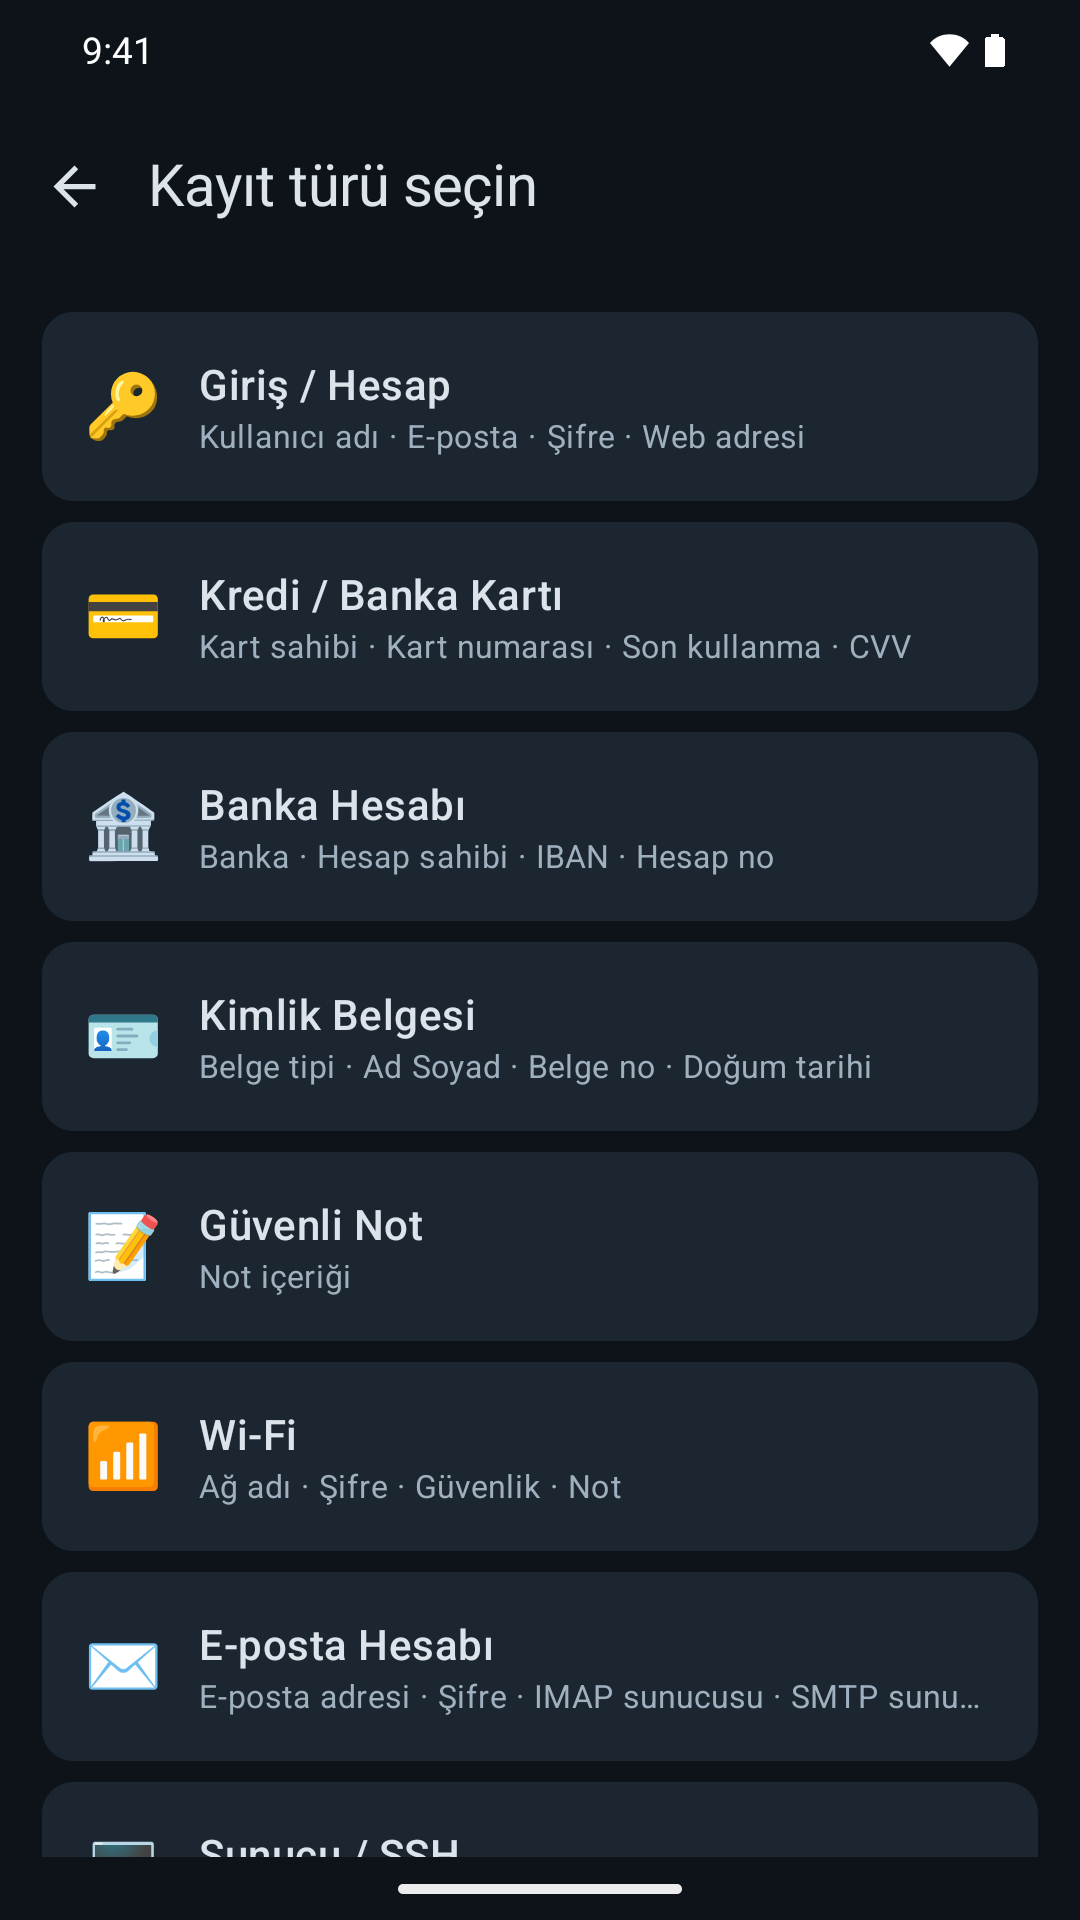 9:41
Kayıt türü seçin
Giriş / Hesap
Kullanıcı adı · E-posta · Şifre · Web adresi
Kredi / Banka Kartı
Kart sahibi · Kart numarası · Son kullanma · CVV
Banka Hesabı
Banka · Hesap sahibi · IBAN · Hesap no
Kimlik Belgesi
Belge tipi · Ad Soyad · Belge no · Doğum tarihi
Güvenli Not
Not içeriği
Wi-Fi
Ağ adı · Şifre · Güvenlik · Not
E-posta Hesabı
E-posta adresi · Şifre · IMAP sunucusu · SMTP sunu…
Sunucu / SSH